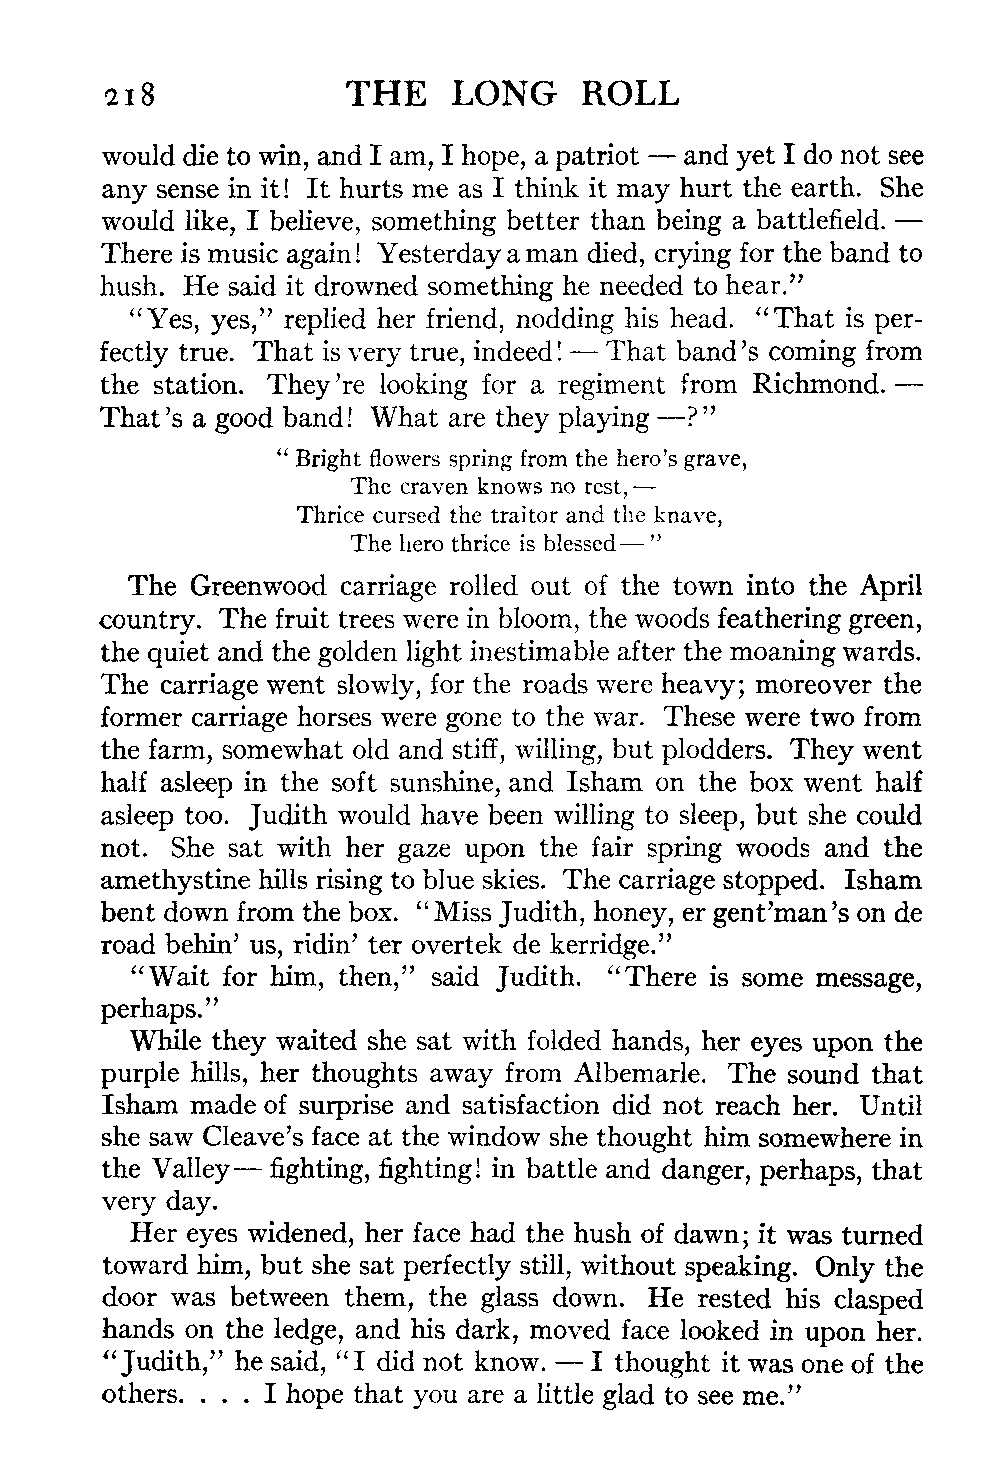 218 THE LONG ROLL
would die to win, and I am, I hope, a patriot — and yet I do not see
any sense in it! It hurts me as I think it may hurt the earth. She
would like, I believe, something better than being a battlefield. —
There is music again! Yesterday a man died, crying for the band to
hush. He said it drowned something he needed to hear."
"Yes, yes," replied her friend, nodding his head. "That is per-
fectly true. That is very true, indeed! — That band's coming from
the station. They're looking for a regiment from Richmond. —
That's a good band! What are they playing —?"
"Bright flowers spring from the hero's grave,
The craven knows no rest, —
Thrice cursed the traitor and the knave,
The hero thrice is blessed — "
The Greenwood carriage rolled out of the town into the April
country. The fruit trees were in bloom, the woods feathering green,
the quiet and the golden light inestimable after the moaning wards.
The carriage went slowly, for the roads were heavy; moreover the
former carriage horses were gone to the war. These were two from
the farm, somewhat old and stiff, willing, but plodders. They went
half asleep in the soft sunshine, and Isham on the box went half
asleep too. Judith would have been willing to sleep, but she could
not. She sat with her gaze upon the fair spring woods and the
amethystine hills rising to blue skies. The carriage stopped. Isham
bent down from the box. "Miss Judith, honey, er gent'man's on de
road behin' us, ridin' ter overtek de kerridge."
"Wait for him, then," said Judith. "There is some message,
perhaps."
While they waited she sat with folded hands, her eyes upon the
purple hills, her thoughts away from Albemarle. The sound that
Isham made of surprise and satisfaction did not reach her. Until
she saw Cleave's face at the window she thought him somewhere in
the Valley — fighting, fighting! in battle and danger, perhaps, that
very day.
Her eyes widened, her face had the hush of dawn; it was turned
toward him, but she sat perfectly still, without speaking. Only the
door was between them, the glass down. He rested his clasped
hands on the ledge, and his dark, moved face looked in upon her.
"Judith," he said, "I did not know. — I thought it was one of the
others. . . . I hope that you are a little glad to see me."